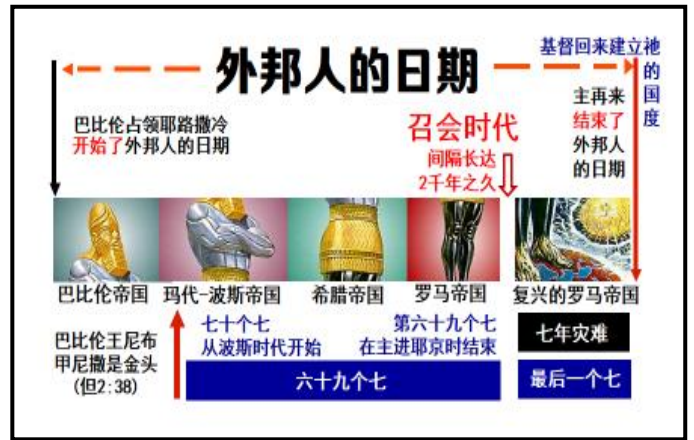 外邦人的日期
基督回来建立祂
的
国
度
巴比伦占领耶路撒冷
开始了外邦人的日期
召会时代
间隔长达
2千年之久
主再来
结束了
外邦人
的日期
巴比伦帝国
玛代-波斯帝国
希腊帝国
罗马帝国
复兴的罗马帝国
巴比伦王尼布
甲尼撒是金头
(但2:38)
七十个七
从波斯时代开始
第六十九个七
在主进耶京时结束
六十九个七
七年灾难
最后一个七